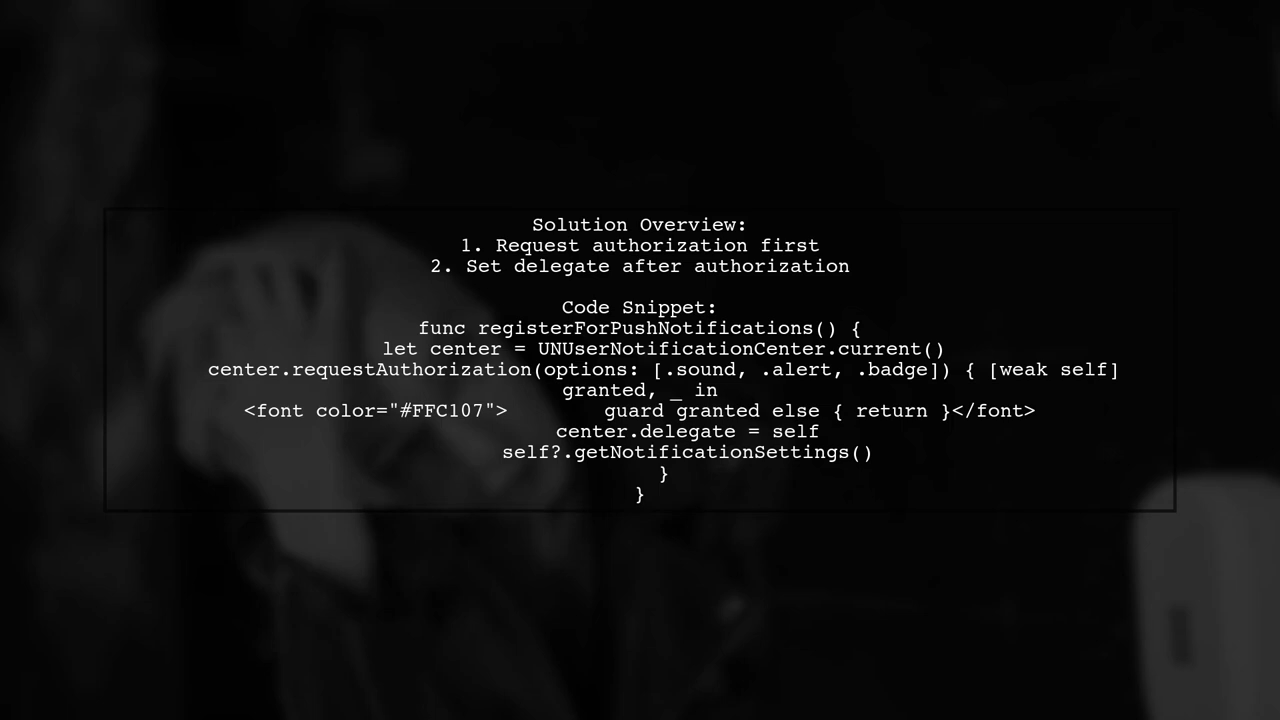 Solution Overview:
1. Request authorization first
2. Set delegate after authorization
Code Snippet:
func registerForPushNotifications() {
let center = UNUserNotificationCenter.current()
center.requestAuthorization(options: [.sound, .alert, .badge]) { [weak self]
granted, _ in
<font color="#FFC107">        guard granted else { return }</font>
center.delegate = self
self?.getNotificationSettings()
}
}